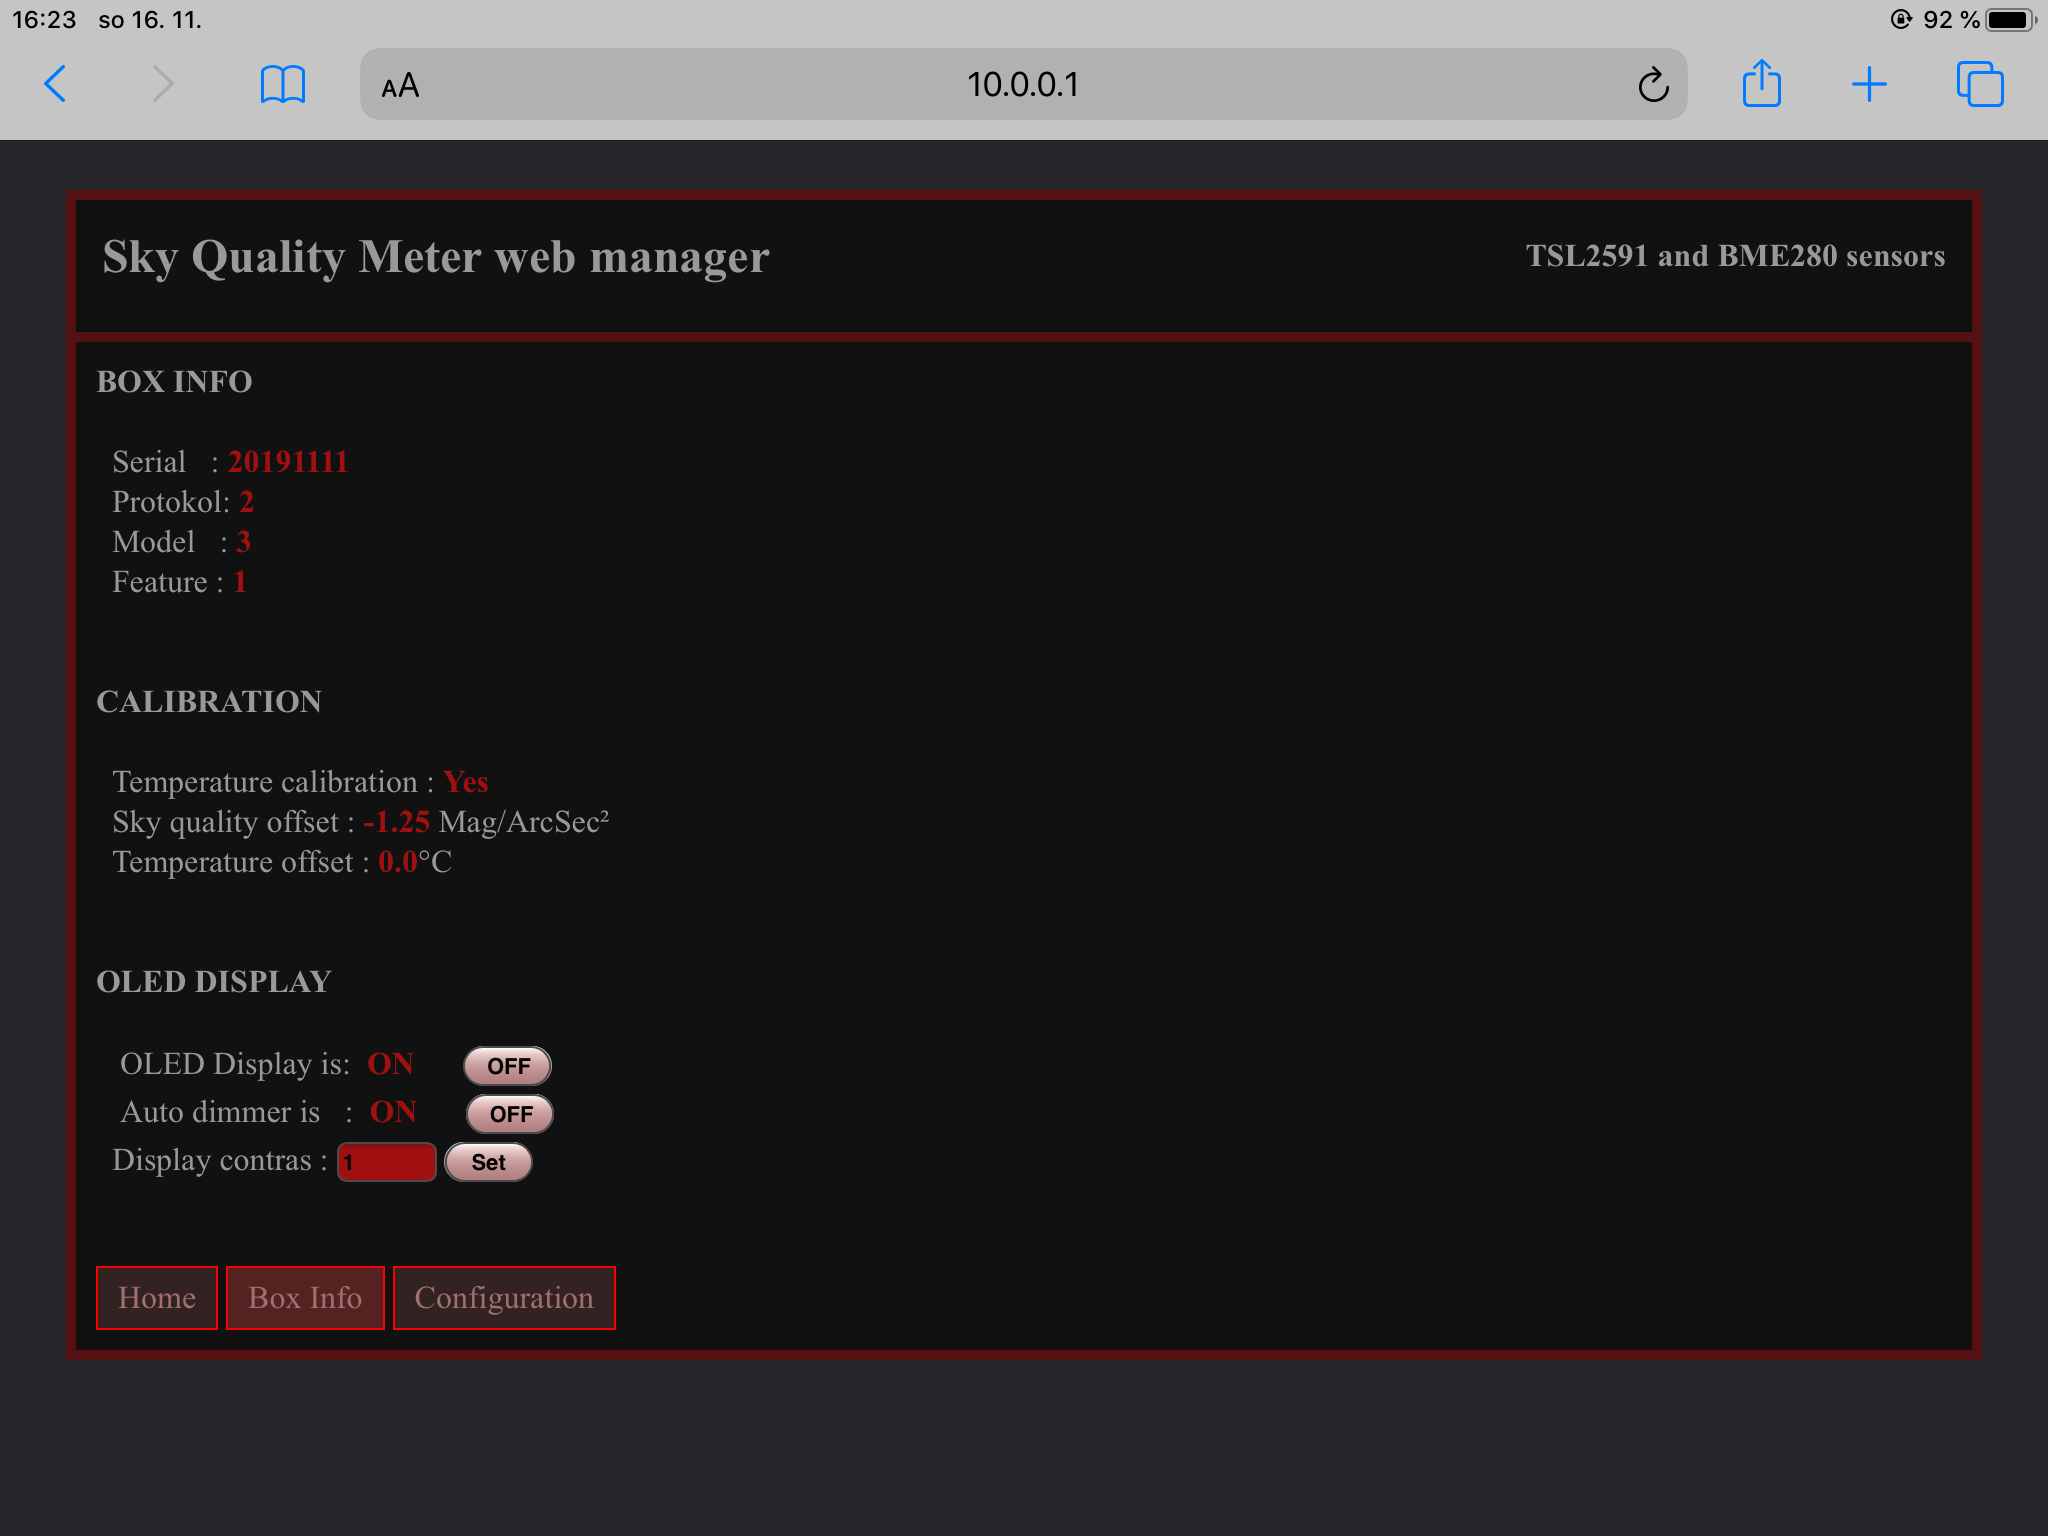 16:23 so 16. 11. 92 %
AA 10.0.0.1
Sky Quality Meter web manager TSL2591 and BME280 sensors
BOX INFO
Serial : 20191111
Protokol: 2
Model : 3
Feature : 1
CALIBRATION
Temperature calibration : Yes
Sky quality offset : -1.25 Mag/ArcSec²
Temperature offset : 0.0°C
OLED DISPLAY
OLED Display is: ON OFF
Auto dimmer is : ON OFF
Display contras : 1 Set
Home Box Info Configuration